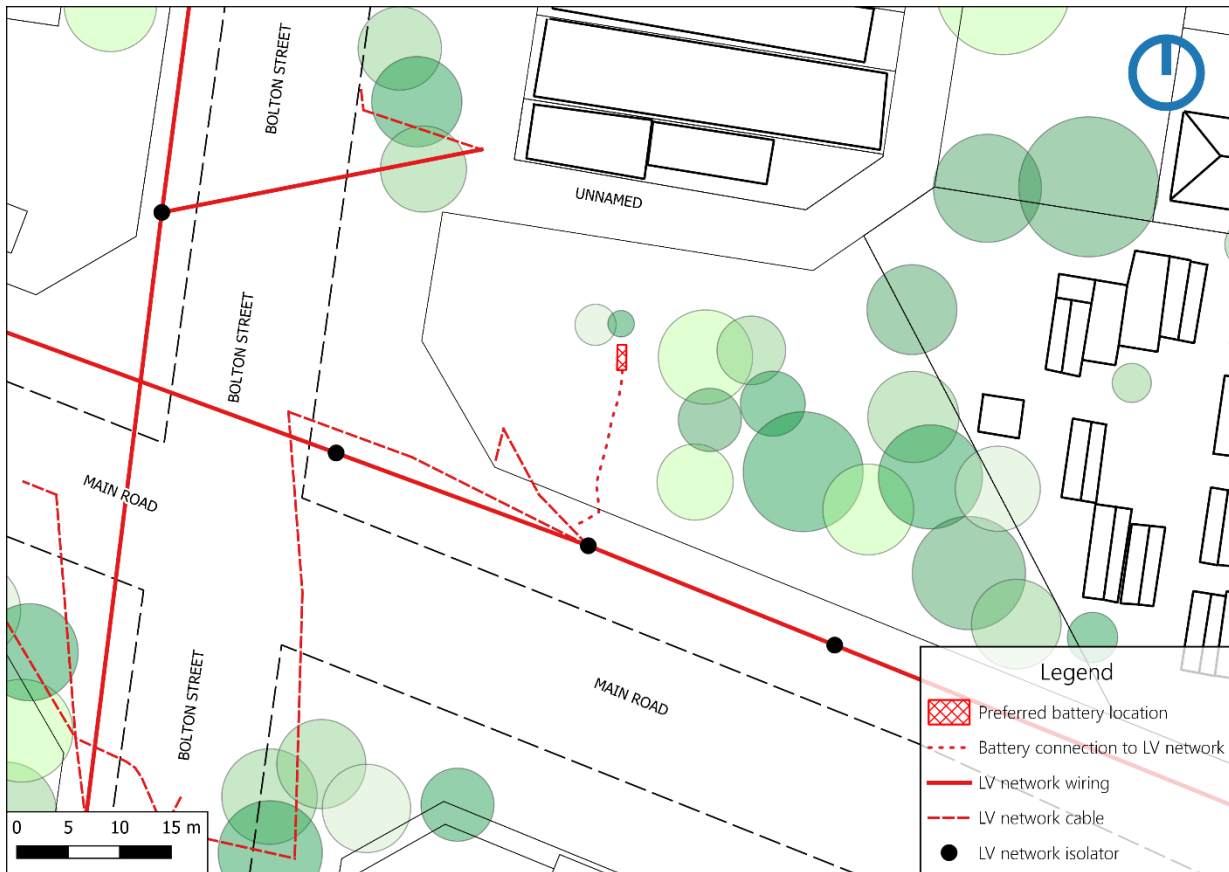 BOLTON STREET
UNNAMED
BOLTON STREET
MAIN ROAD
BOLTON STREET
MAIN ROAD
Legend
Preferred battery location
Battery connection to LV network
LV network wiring
LV network cable
LV network isolator
0 5 10 15 m